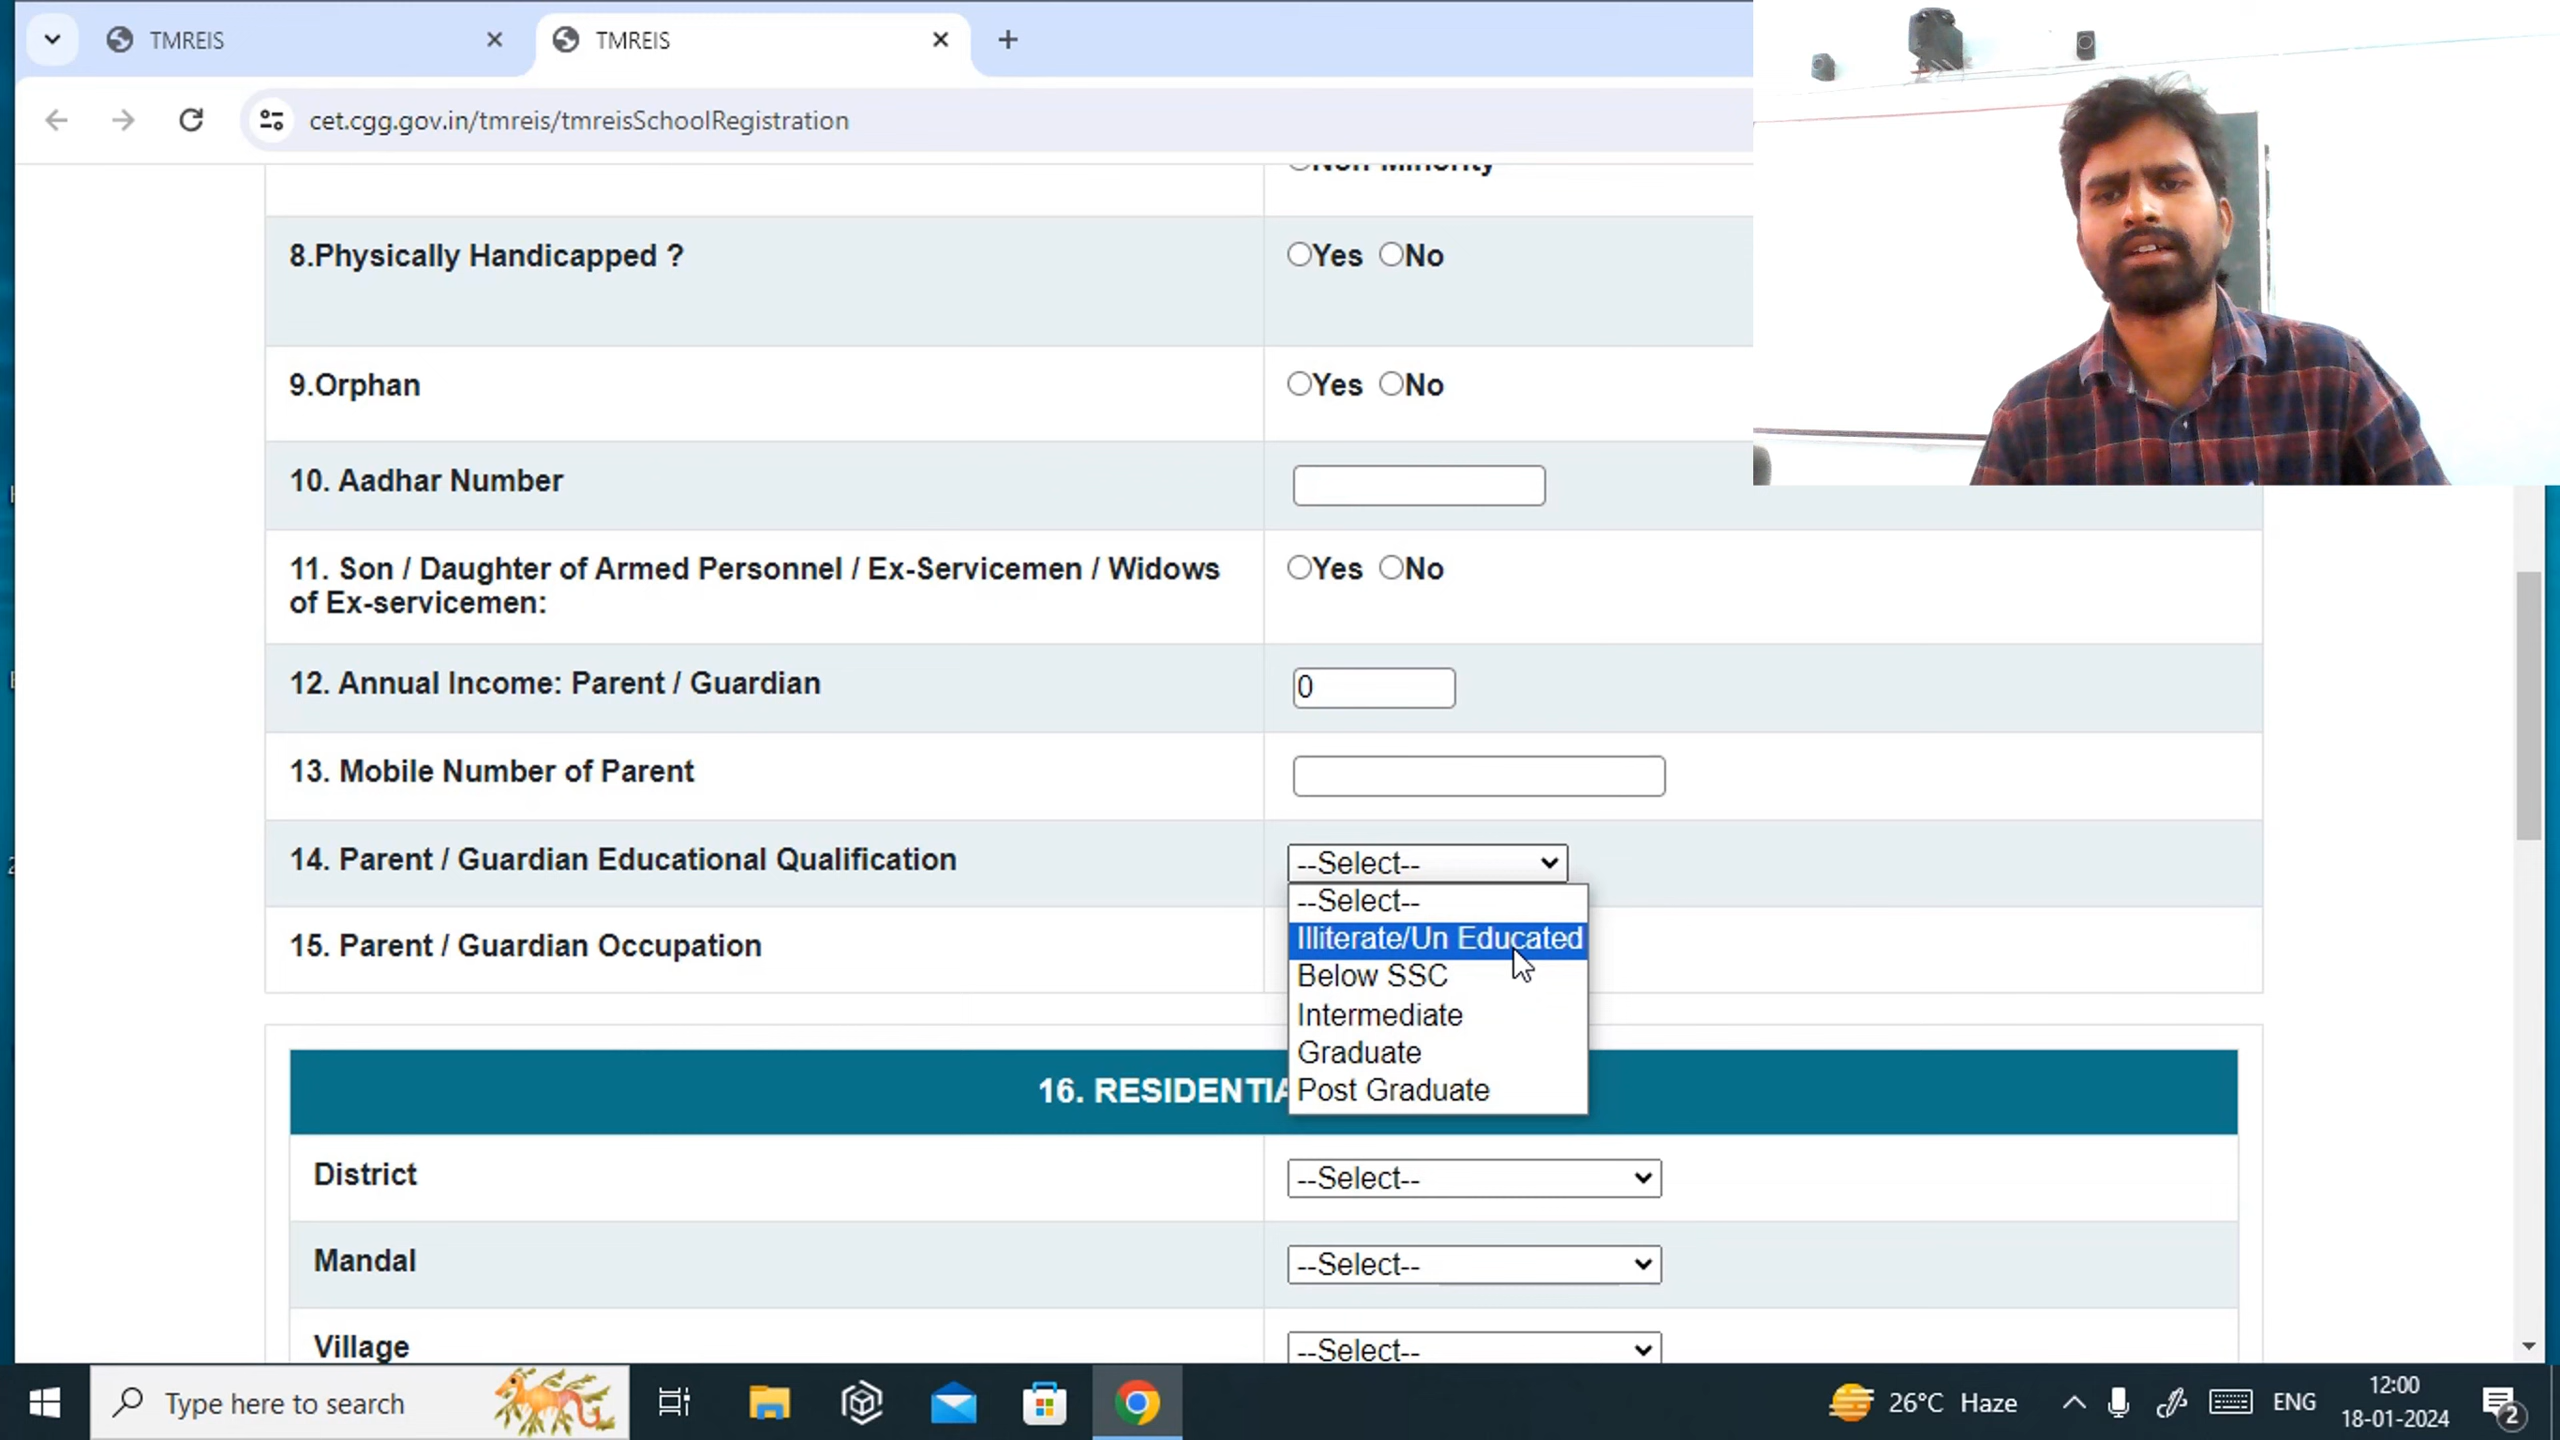 TMREIS
TMREIS
cet.cgg.gov.in/tmreis/tmreisSchoolRegistration
Non-Minority
8.Physically Handicapped ?
Yes No
9.Orphan
Yes No
10. Aadhar Number
11. Son / Daughter of Armed Personnel / Ex-Servicemen / Widows
of Ex-servicemen:
Yes No
12. Annual Income: Parent / Guardian
0
13. Mobile Number of Parent
14. Parent / Guardian Educational Qualification
--Select--
--Select--
Illiterate/Un Educated
Below SSC
Intermediate
Graduate
Post Graduate
15. Parent / Guardian Occupation
16. RESIDENTIA
District
--Select--
Mandal
--Select--
Village
--Select--
Type here to search
26°C Haze
ENG
12:00
18-01-2024
2